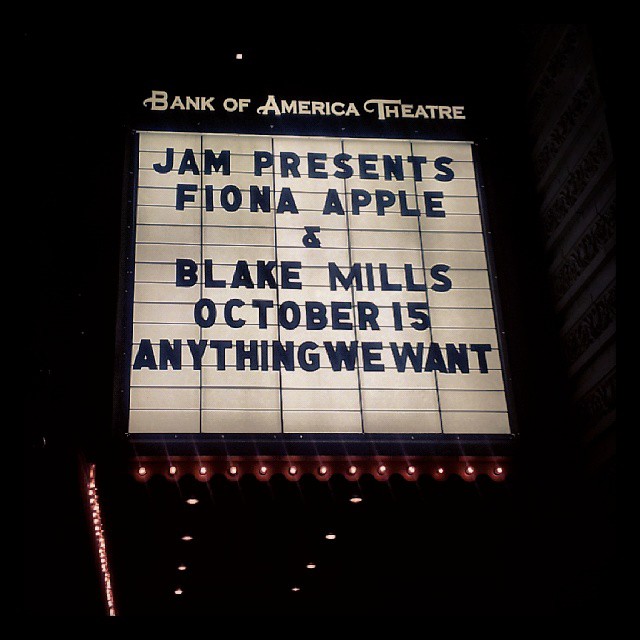 BANK OF AMERICA THEATRE
JAM PRESENTS
FIONA APPLE
&
BLAKE MILLS
OCTOBER 15
ANYTHING WE WANT